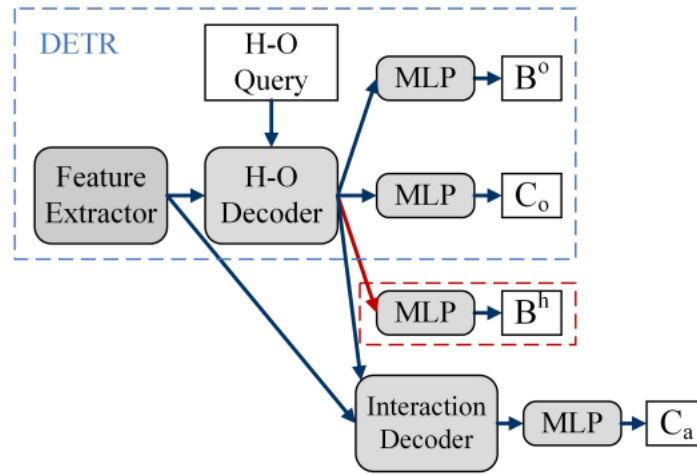 DETR
H-O
Query
MLP
B^o
Feature
Extractor
H-O
Decoder
MLP
C_o
MLP
B^h
Interaction
Decoder
MLP
C_a